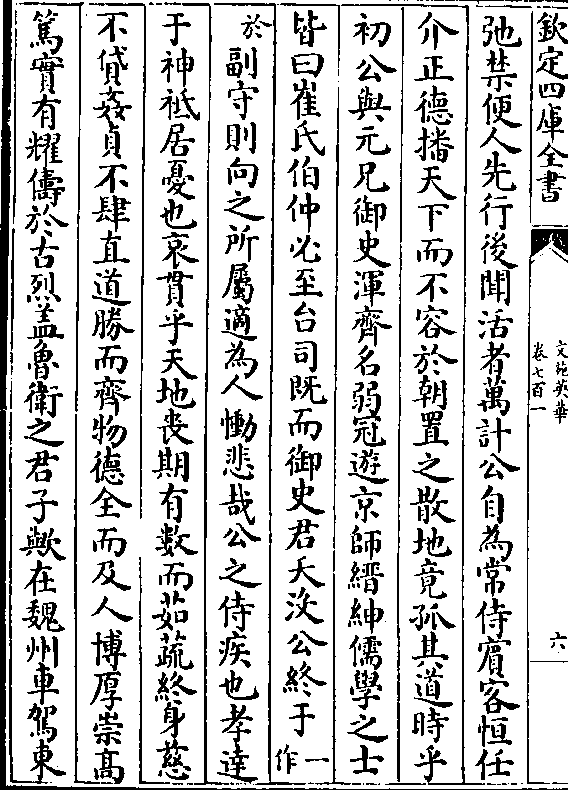 欽定四庫全書
文苑英華
卷七百一
六
弛禁便人先行後聞活者萬計公自為常侍賓客恒任
介正德播天下而不容於朝置之散地竟孤其道時乎
初公與元兄御史渾齊名弱冠遊京師縉紳儒學之士
皆曰崔氏伯仲必至台司既而御史君夭沒公終于一作
於副守則向之所屬適為人慟悲哉公之侍疾也孝達
于神祇居憂也哀貫乎天地喪期有數而茹蔬終身慈
不貸姦貞不肆直道勝而齊物德全而及人博厚崇髙
篤實有耀儔於古烈盖魯衛之君子歟在魏州車駕東